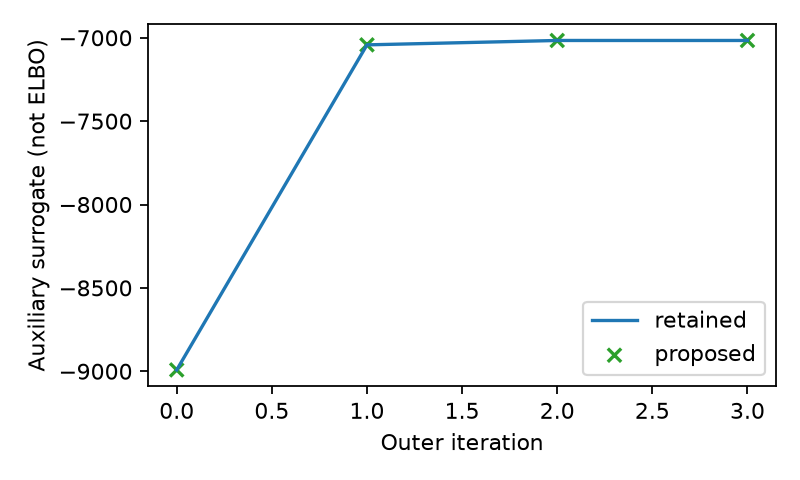 Auxiliary surrogate (not ELBO)
−7000
−7500
−8000
−8500
−9000
retained
proposed
0.0 0.5 1.0 1.5 2.0 2.5 3.0
Outer iteration